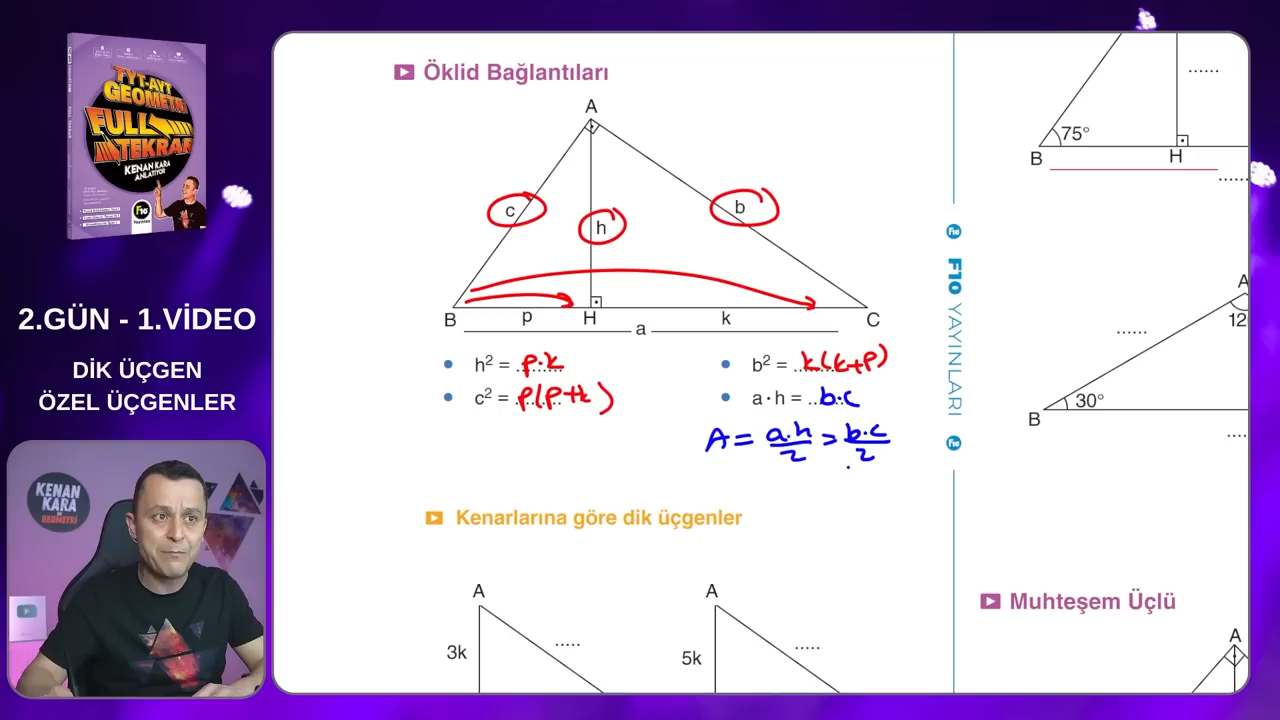 TYT-AYT
GEOMETRİ
FULL
TEKRAR
KENAN KARA
ANLATIYOR
F10
Yayınları
2.GÜN - 1.VİDEO
DİK ÜÇGEN
ÖZEL ÜÇGENLER
KENAN
KARA
GEOMETRİ
Öklid Bağlantıları
A
c
b
h
B
p
H
k
C
a
h² = p·k
b² = k(k+p)
c² = p(p+k)
a·h = b·c
A = a.h/2 = b.c/2
Kenarlarına göre dik üçgenler
A
3k
.....
A
5k
.....
......
75°
B
H
F10 YAYINLARI
A
12
......
30°
B
Muhteşem Üçlü
A